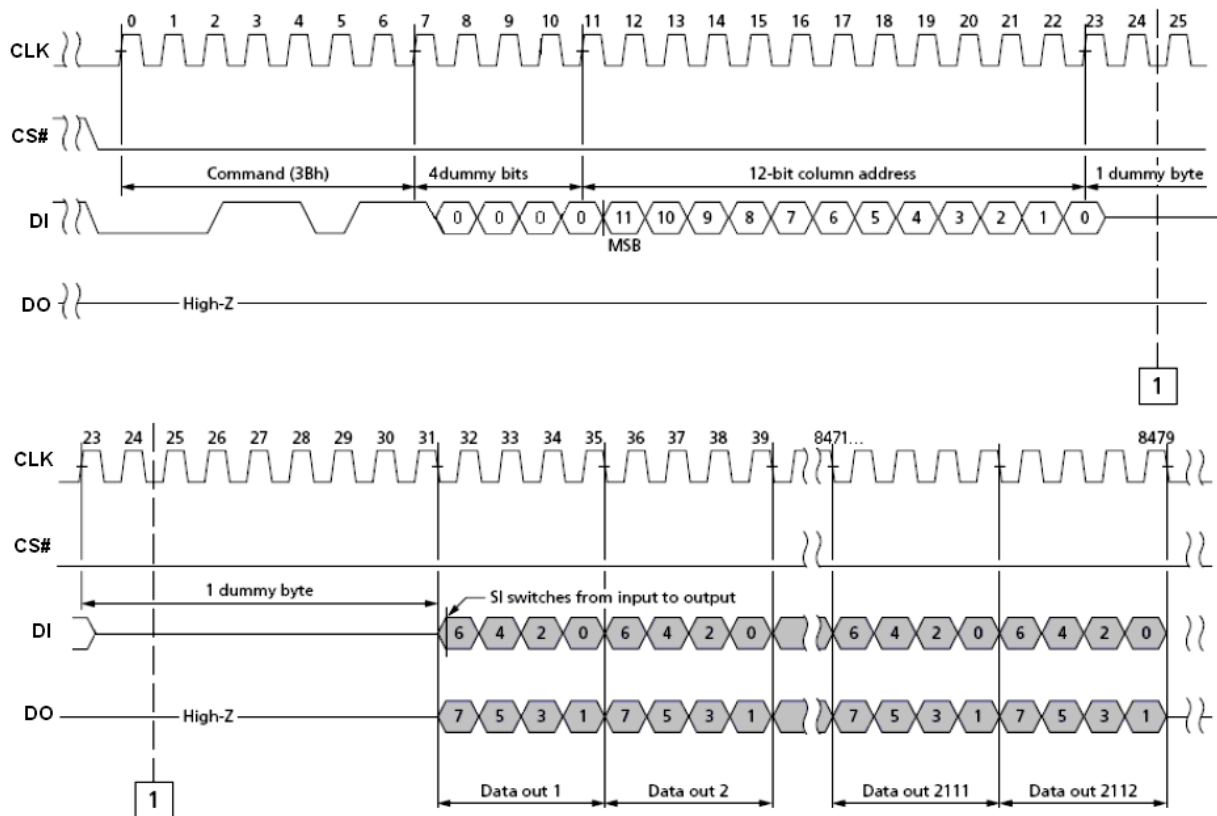 0 1 2 3 4 5 6 7 8 9 10 11 12 13 14 15 16 17 18 19 20 21 22 23 24 25
CLK
CS#
Command (3Bh) 4dummy bits 12-bit column address 1 dummy byte
DI 0 0 0 0 11 10 9 8 7 6 5 4 3 2 1 0
MSB
DO High-Z
1
23 24 25 26 27 28 29 30 31 32 33 34 35 36 37 38 39 8471... 8479
CLK
CS#
1 dummy byte
SI switches from input to output
DI 6 4 2 0 6 4 2 0 6 4 2 0 6 4 2 0
DO High-Z 7 5 3 1 7 5 3 1 7 5 3 1 7 5 3 1
1
Data out 1 Data out 2 Data out 2111 Data out 2112